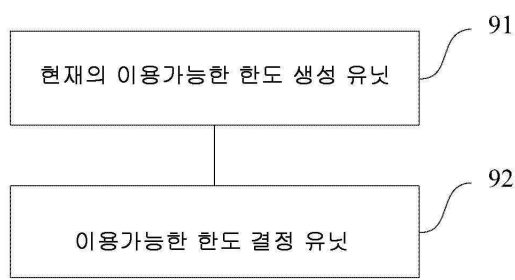 91
현재의 이용가능한 한도 생성 유닛
92
이용가능한 한도 결정 유닛